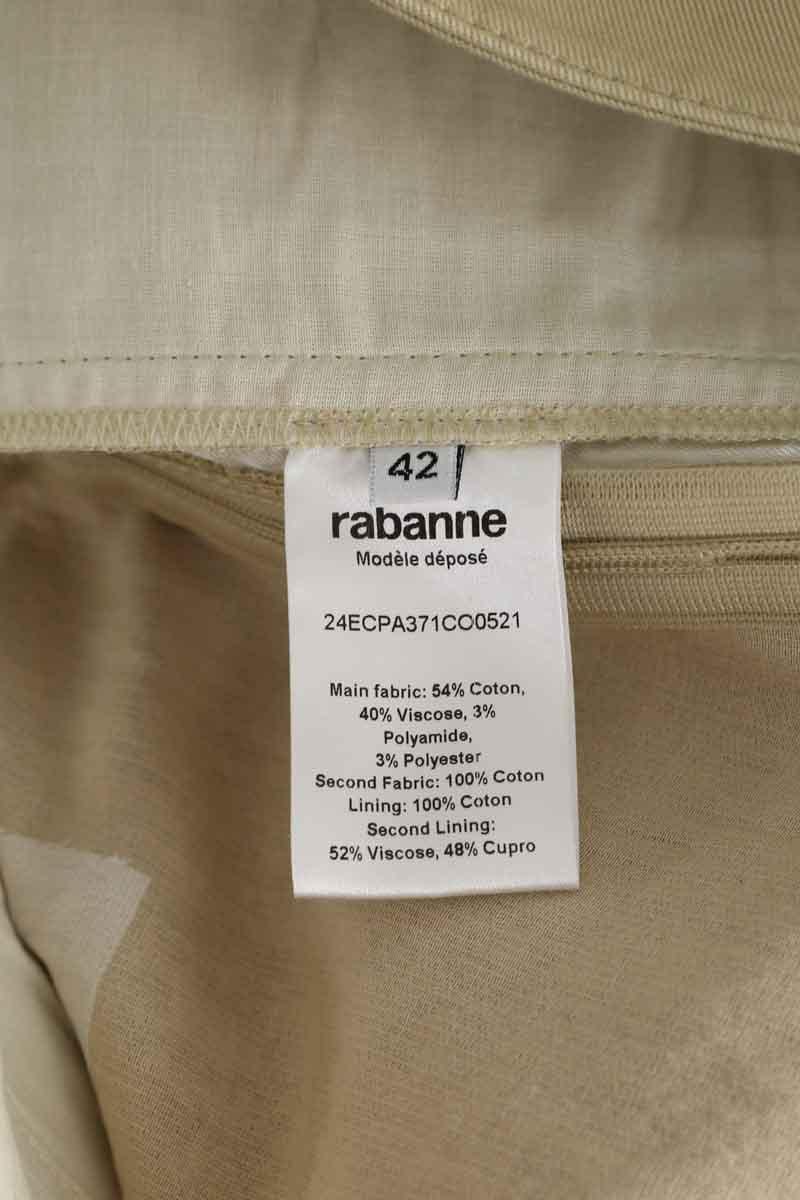 42
rabanne
Modèle déposé
24ECPA371CO0521
Main fabric: 54% Coton,
40% Viscose, 3%
Polyamide,
3% Polyester
Second Fabric: 100% Coton
Lining: 100% Coton
Second Lining:
52% Viscose, 48% Cupro